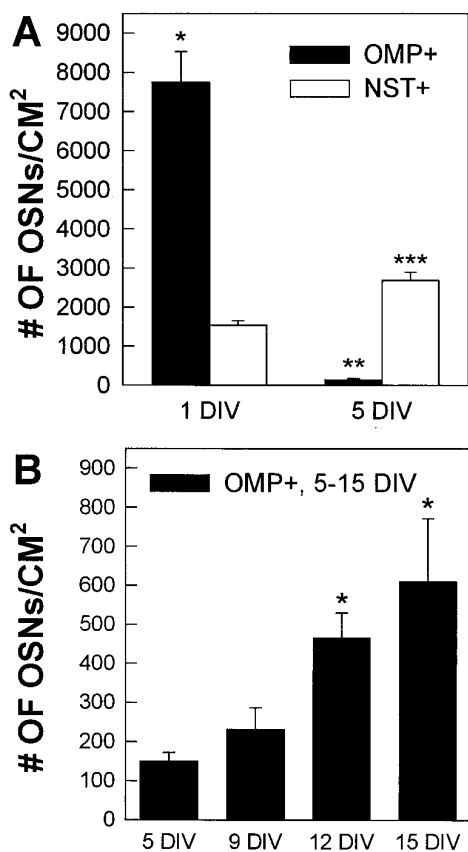 A
# OF OSNs/CM2
9000
8000
7000
6000
5000
4000
3000
2000
1000
0
*
OMP+
NST+
**
***
1 DIV
5 DIV
B
# OF OSNs/CM2
900
800
700
600
500
400
300
200
100
0
OMP+, 5-15 DIV
*
*
5 DIV
9 DIV
12 DIV
15 DIV